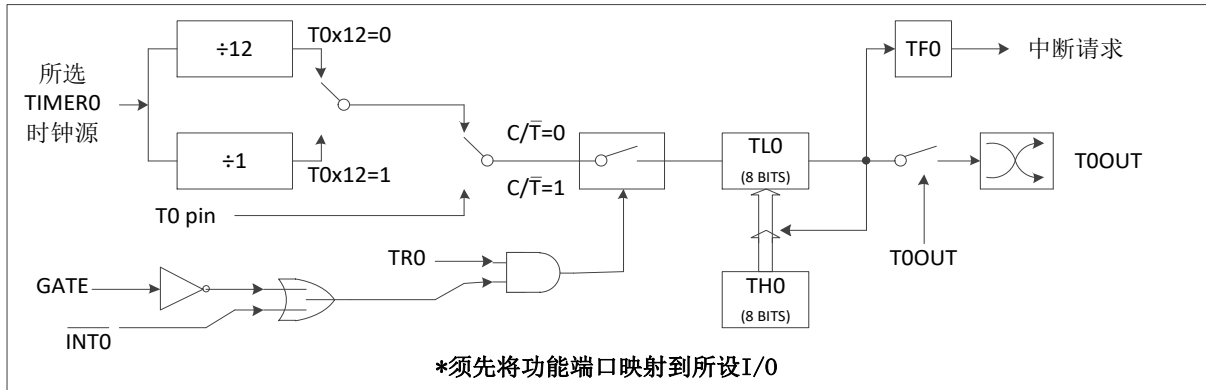 ÷12
T0x12=0
所选
TIMER0
时钟源
÷1
T0x12=1
T0 pin
C/T̅=0
C/T̅=1
TR0
GATE
I̅N̅T̅0̅
TL0
(8 BITS)
TH0
(8 BITS)
TF0
中断请求
T0OUT
T0OUT
*须先将功能端口映射到所设I/0